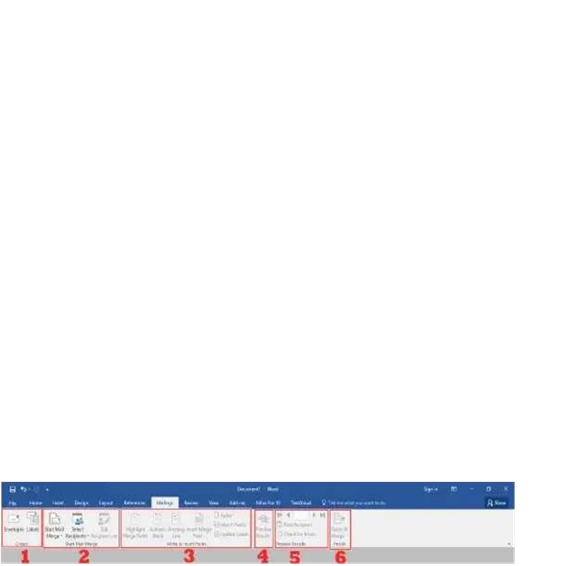 Document1 - Word
Sign in
File Home Insert Design Layout References Mailings Review View Add-ins Nitro Pro 10 Tell me what you want to do... Share
Envelopes Labels
Start Mail Merge
Select Recipients
Edit Recipient List
Highlight Merge Fields
Address Block
Greeting Line
Insert Merge Field
Rules
Match Fields
Update Labels
Preview Results
Find Recipient
Check for Errors
Finish & Merge
Create
Start Mail Merge
Write & Insert Fields
Preview Results
Finish
1 2 3 4 5 6